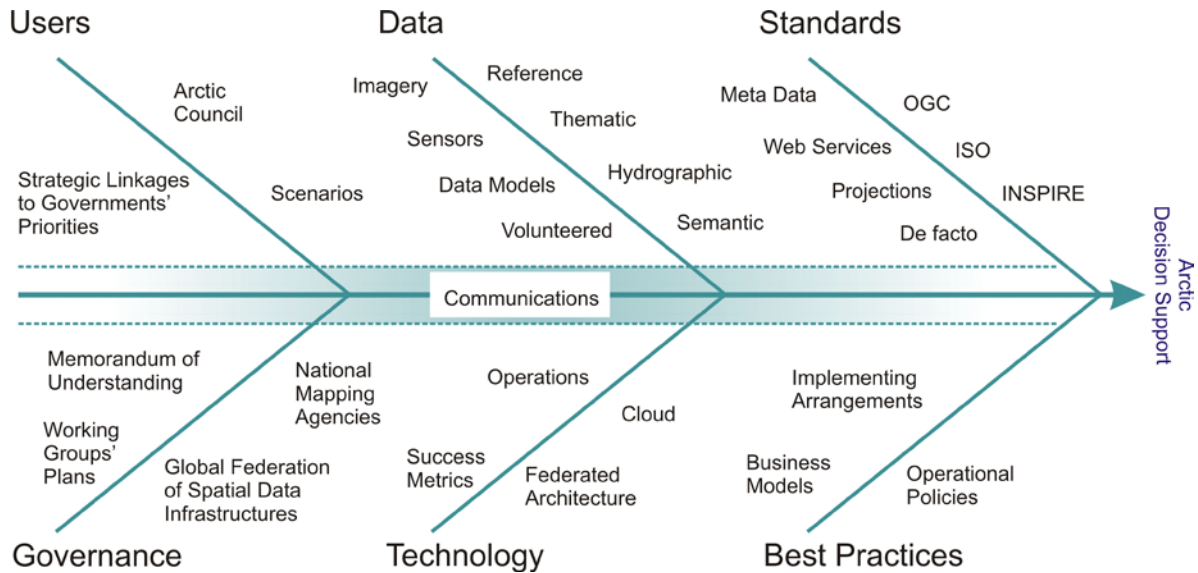 Users
Data
Standards
Arctic
Council
Strategic Linkages
to Governments'
Priorities
Scenarios
Imagery
Reference
Sensors
Thematic
Data Models
Hydrographic
Volunteered
Semantic
Meta Data
OGC
Web Services
ISO
Projections
INSPIRE
De facto
Communications
Arctic
Decision Support
Memorandum of
Understanding
National
Mapping
Agencies
Working
Groups'
Plans
Global Federation
of Spatial Data
Infrastructures
Operations
Cloud
Success
Metrics
Federated
Architecture
Implementing
Arrangements
Business
Models
Operational
Policies
Governance
Technology
Best Practices